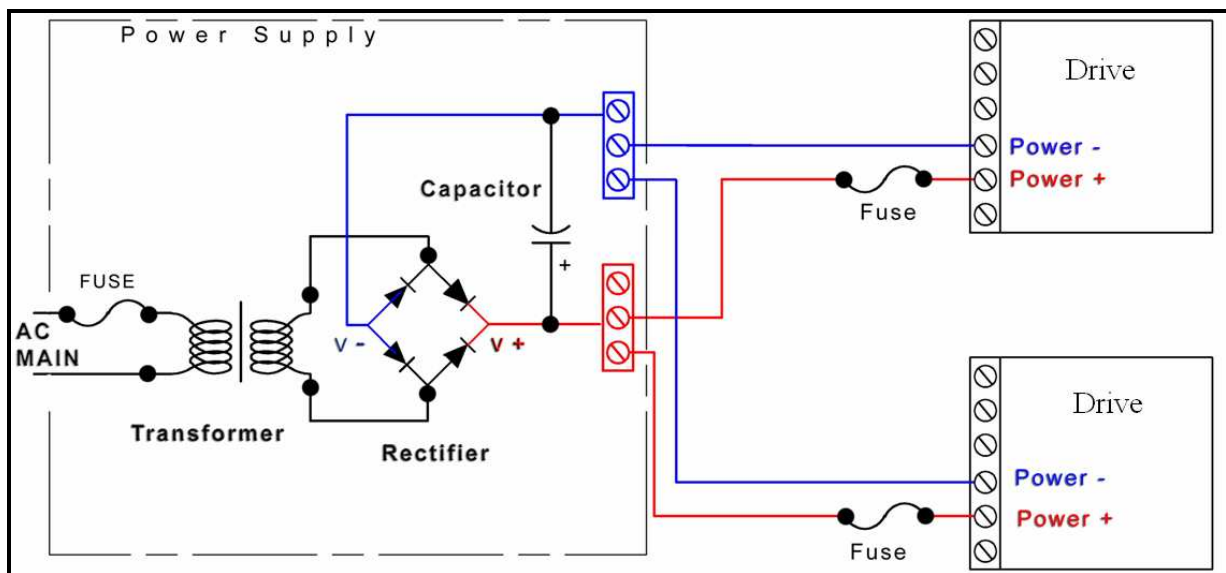 Power Supply
Drive
Power -
Power +
Fuse
Capacitor
+
FUSE
AC
MAIN
V -
V +
Transformer
Rectifier
Drive
Power -
Power +
Fuse